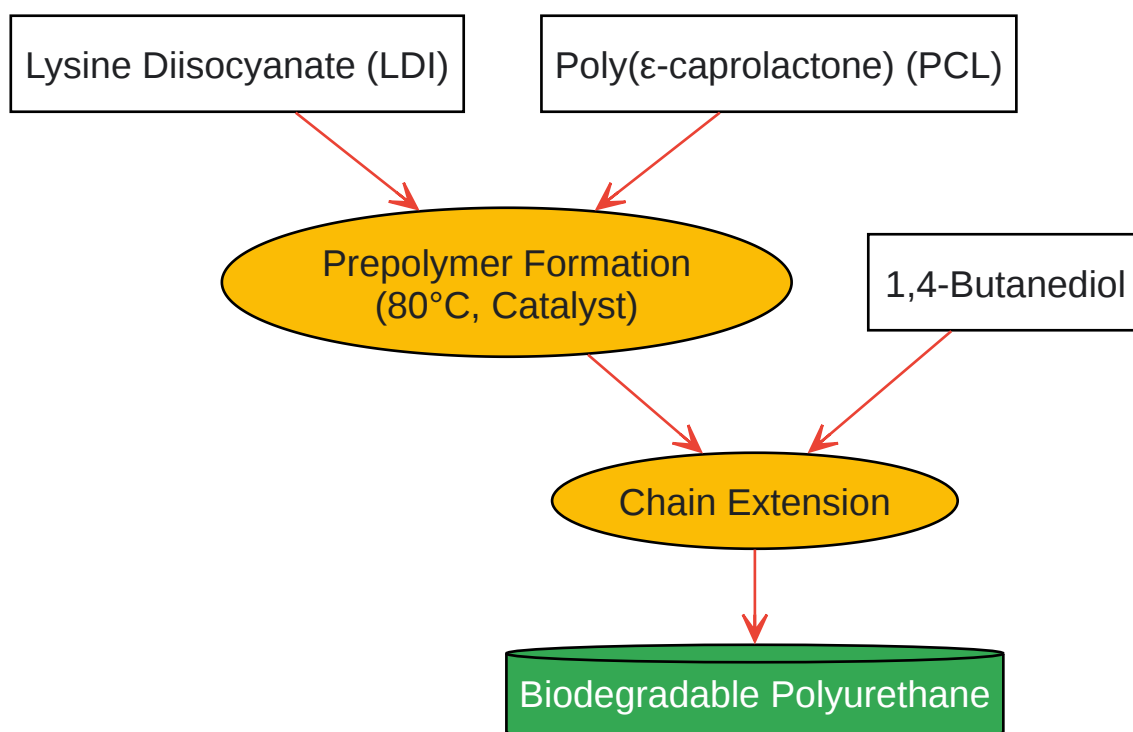 Lysine Diisocyanate (LDI)
Poly(ε-caprolactone) (PCL)
Prepolymer Formation
(80°C, Catalyst)
1,4-Butanediol
Chain Extension
Biodegradable Polyurethane